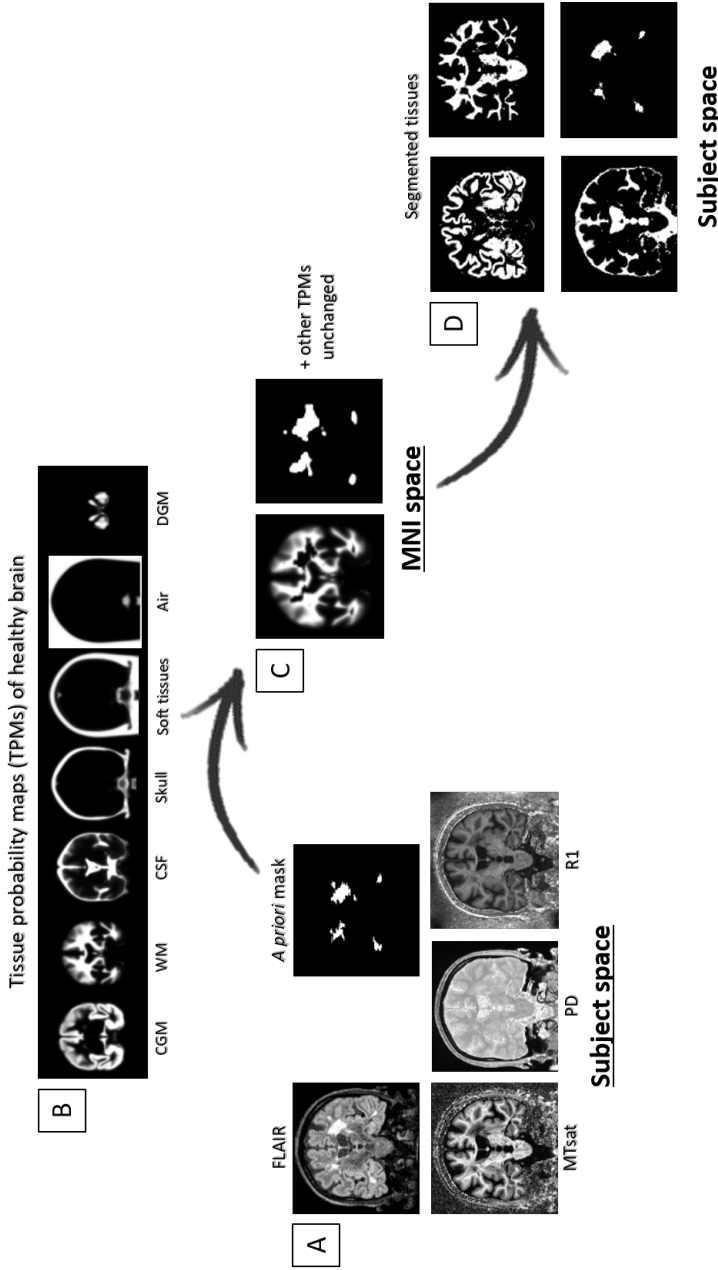 Tissue probability maps (TPMs) of healthy brain
B
CGM
WM
CSF
Skull
Soft tissues
Air
DGM
A
FLAIR
A priori mask
MTsat
PD
R1
Subject space
C
+ other TPMs
unchanged
MNI space
D
Segmented tissues
Subject space